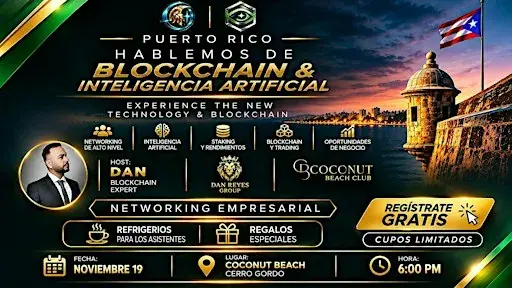 PUERTO RICO
HABLEMOS DE
BLOCKCHAIN &
INTELIGENCIA ARTIFICIAL
EXPERIENCE THE NEW
TECHNOLOGY & BLOCKCHAIN
NETWORKING
DE ALTO NIVEL
INTELIGENCIA
ARTIFICIAL
STAKING
Y RENDIMIENTOS
BLOCKCHAIN
Y TRADING
OPORTUNIDADES
DE NEGOCIO
HOST:
DAN
BLOCKCHAIN
EXPERT
DAN REYES
GROUP
COCONUT
BEACH CLUB
NETWORKING EMPRESARIAL
REFRIGERIOS
PARA LOS ASISTENTES
REGALOS
ESPECIALES
REGÍSTRATE
GRATIS
CUPOS LIMITADOS
FECHA:
NOVIEMBRE 19
LUGAR:
COCONUT BEACH
CERRO GORDO
HORA:
6:00 PM